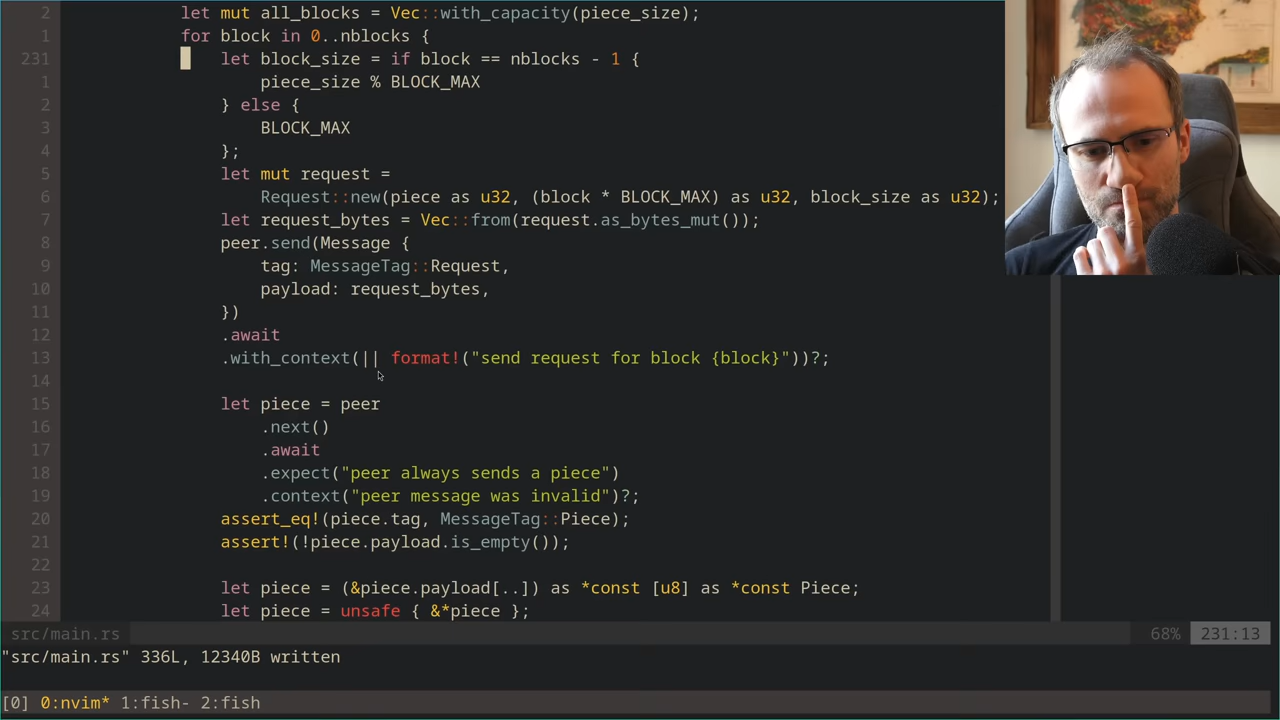 2 let mut all_blocks = Vec::with_capacity(piece_size);
1 for block in 0..nblocks {
231 let block_size = if block == nblocks - 1 {
1 piece_size % BLOCK_MAX
2 } else {
3 BLOCK_MAX
4 };
5 let mut request =
6 Request::new(piece as u32, (block * BLOCK_MAX) as u32, block_size as u32);
7 let request_bytes = Vec::from(request.as_bytes_mut());
8 peer.send(Message {
9 tag: MessageTag::Request,
10 payload: request_bytes,
11 })
12 .await
13 .with_context(|| format!("send request for block {block}"))?;
14
15 let piece = peer
16 .next()
17 .await
18 .expect("peer always sends a piece")
19 .context("peer message was invalid")?;
20 assert_eq!(piece.tag, MessageTag::Piece);
21 assert!(!piece.payload.is_empty());
22
23 let piece = (&piece.payload[..]) as *const [u8] as *const Piece;
24 let piece = unsafe { &*piece };
src/main.rs 68% 231:13
"src/main.rs" 336L, 12340B written
[0] 0:nvim* 1:fish- 2:fish